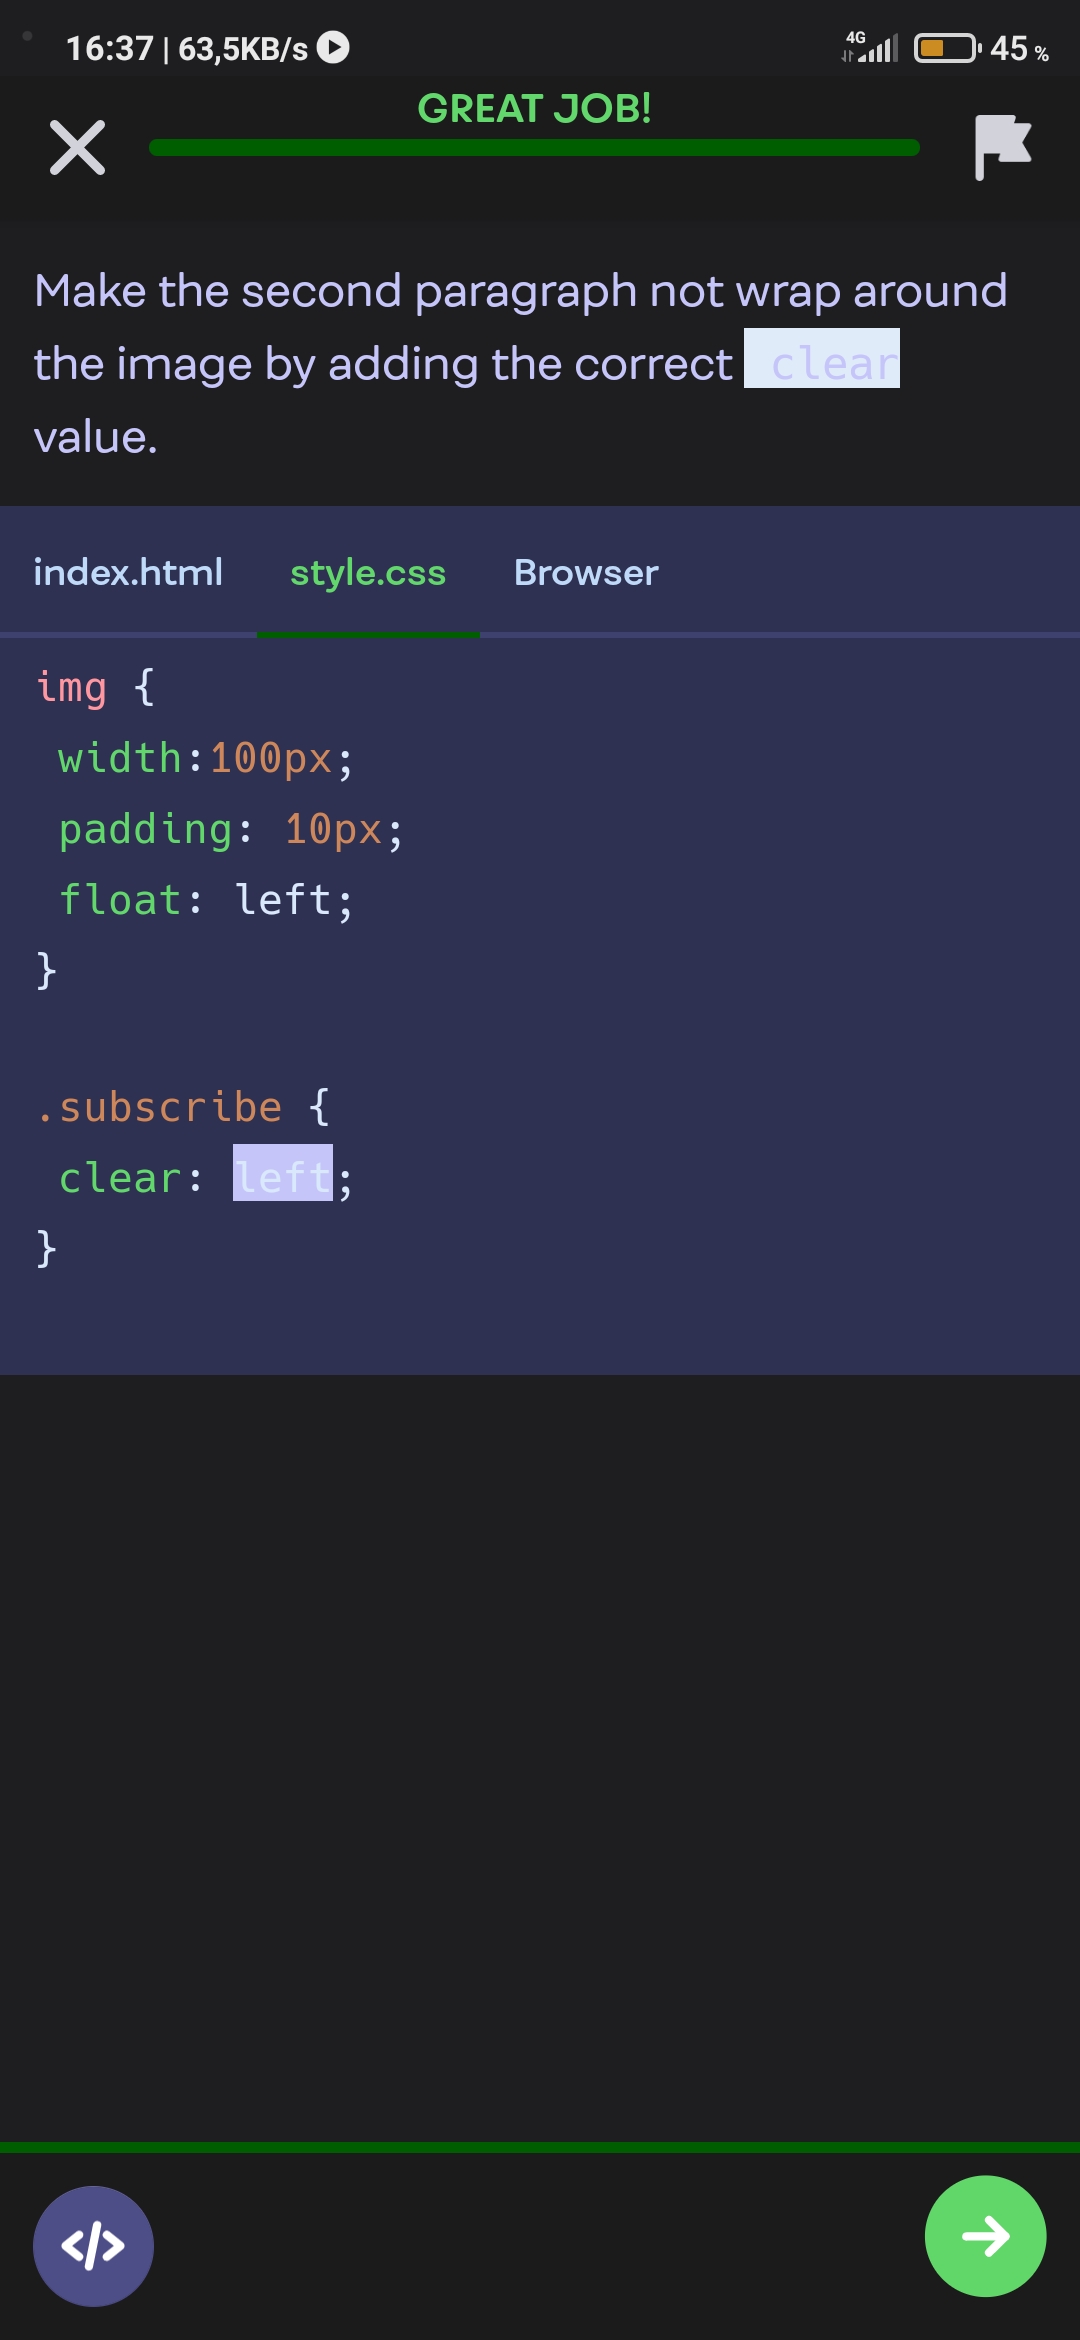 16:37 | 63,5KB/s
4G
45 %
GREAT JOB!
Make the second paragraph not wrap around
the image by adding the correct clear
value.
index.html style.css Browser
img {
width:100px;
padding: 10px;
float: left;
}
.subscribe {
clear: left;
}
</>